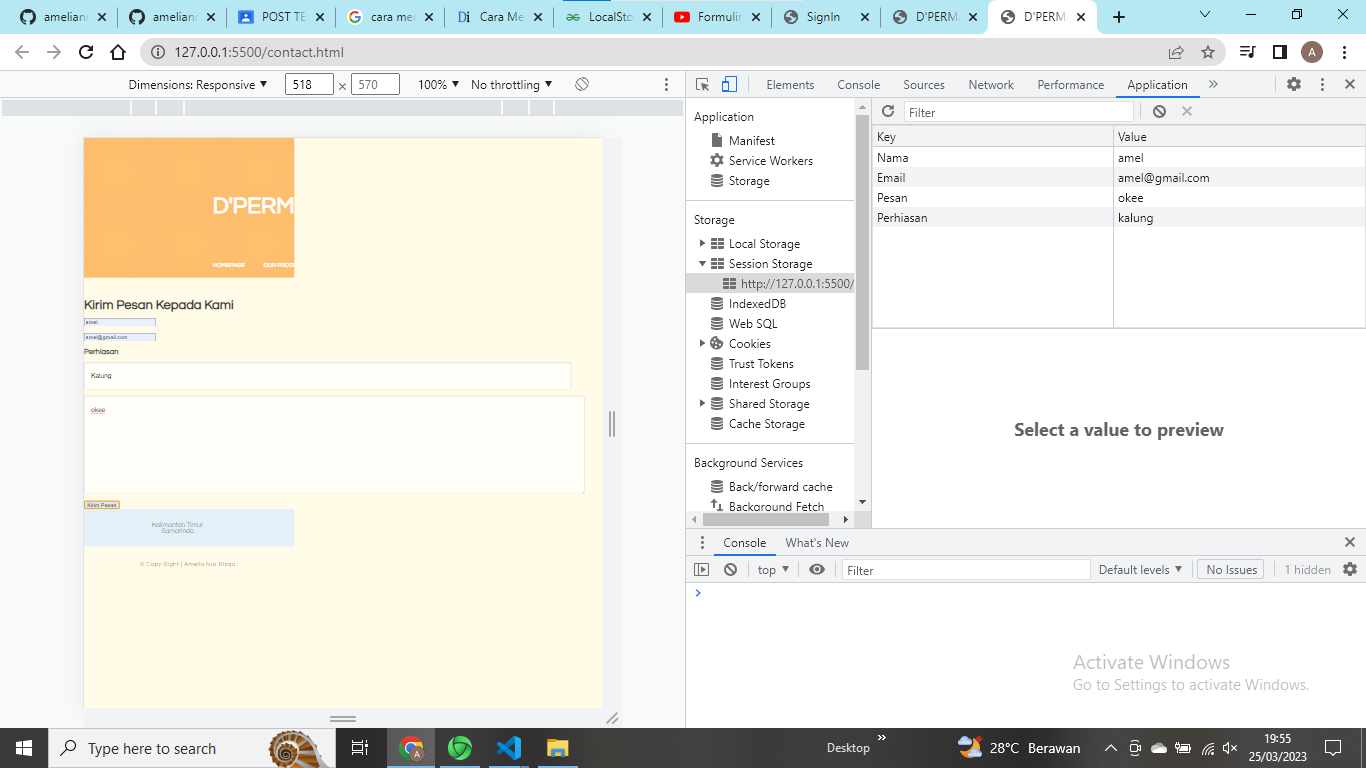 amelianr
amelianr
POST TE
cara mer
Cara Me
LocalSto
Formulir
SignIn
D'PERMA
D'PERMA
127.0.0.1:5500/contact.html
A
Dimensions: Responsive
518
×
570
100%
No throttling
Elements
Console
Sources
Network
Performance
Application
Application
Manifest
Service Workers
Storage
Storage
Local Storage
Session Storage
http://127.0.0.1:5500/
IndexedDB
Web SQL
Cookies
Trust Tokens
Interest Groups
Shared Storage
Cache Storage
Background Services
Back/forward cache
Background Fetch
Filter
Key Value
Nama amel
Email amel@gmail.com
Pesan okee
Perhiasan kalung
Select a value to preview
D'PERM
HOMEPAGE OUR PROD
Kirim Pesan Kepada Kami
amel
amel@gmail.com
Perhiasan
Kalung
okee
Kirim Pesan
Kalimantan Timur
Samarinda
© Copy Right | Amelia Nur Rizqa
Console
What's New
top
Filter
Default levels
No Issues
1 hidden
Activate Windows
Go to Settings to activate Windows.
Type here to search
Desktop
28°C Berawan
19:55
25/03/2023